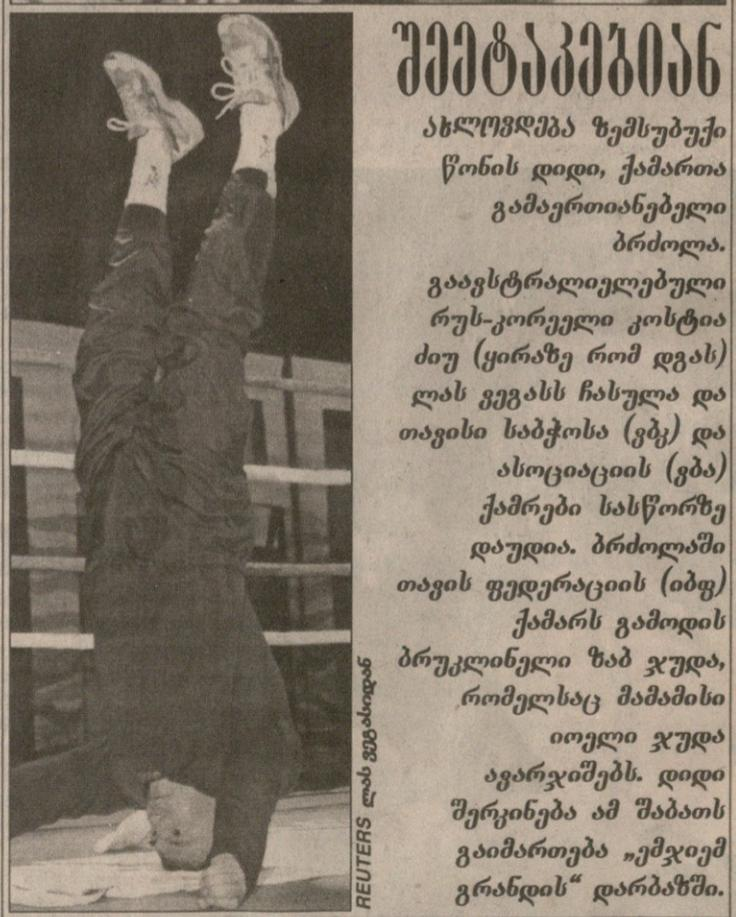 შემტაკებიან
ახლოვდება ზემსუბუქი
წონის დიდი, ქამართა
გამაერთიანებელი
ბრძოლა.
გაავსტრალიელებული
რუს-კორეელი კოსტია
ძიუ (ყირაზე რომ დგას)
ლას ვეგასს ჩასულა და
თავისი საბჭოსა (ვბკ) და
ასოციაციის (ვბა)
ქამრები სასწორზე
დაუდია. ბრძოლაში
თავის ფედერაციის (იბფ)
ქამარს გამოდის
ბრუკლინელი ზაბ ჯუდა,
რომელსაც მამამისი
იოელი ჯუდა
ავარჯიშებს. დიდი
შერკინება ამ შაბათს
გაიმართება „ემჯიემ
გრანდის“ დარბაზში.
REUTERS ლას ვეგასიდან